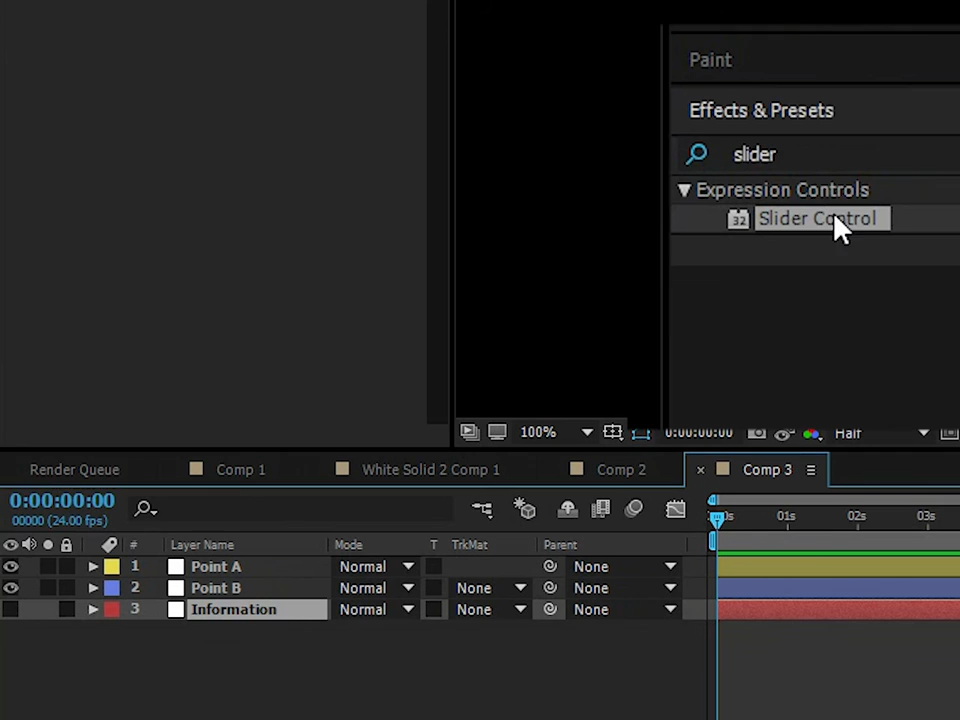 Paint
Effects & Presets
slider
Expression Controls
32 Slider Control
100% 0:00:00:00 Half
Render Queue Comp 1 White Solid 2 Comp 1 Comp 2 × Comp 3
0:00:00:00
00000 (24.00 fps)
01s 02s 03s
# Layer Name Mode T TrkMat Parent
1 Point A Normal None
2 Point B Normal None None
3 Information Normal None None